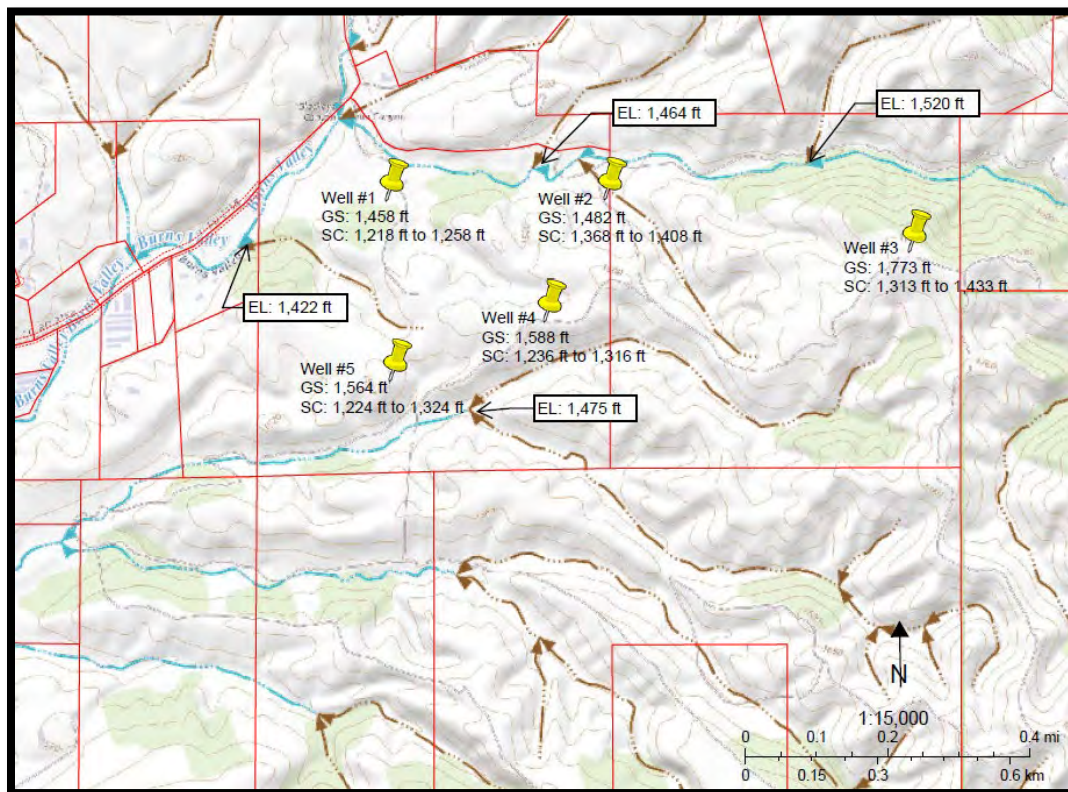 EL: 1,520 ft
EL: 1,464 ft
Burns Valley
Well #1
GS: 1,458 ft
SC: 1,218 ft to 1,258 ft
Well #2
GS: 1,482 ft
SC: 1,368 ft to 1,408 ft
Well #3
GS: 1,773 ft
SC: 1,313 ft to 1,433 ft
Burns Valley
EL: 1,422 ft
Well #4
GS: 1,588 ft
SC: 1,236 ft to 1,316 ft
Burns Valley
Well #5
GS: 1,564 ft
SC: 1,224 ft to 1,324 ft
EL: 1,475 ft
N
1:15,000
0 0.1 0.2 0.4 mi
0 0.15 0.3 0.6 km